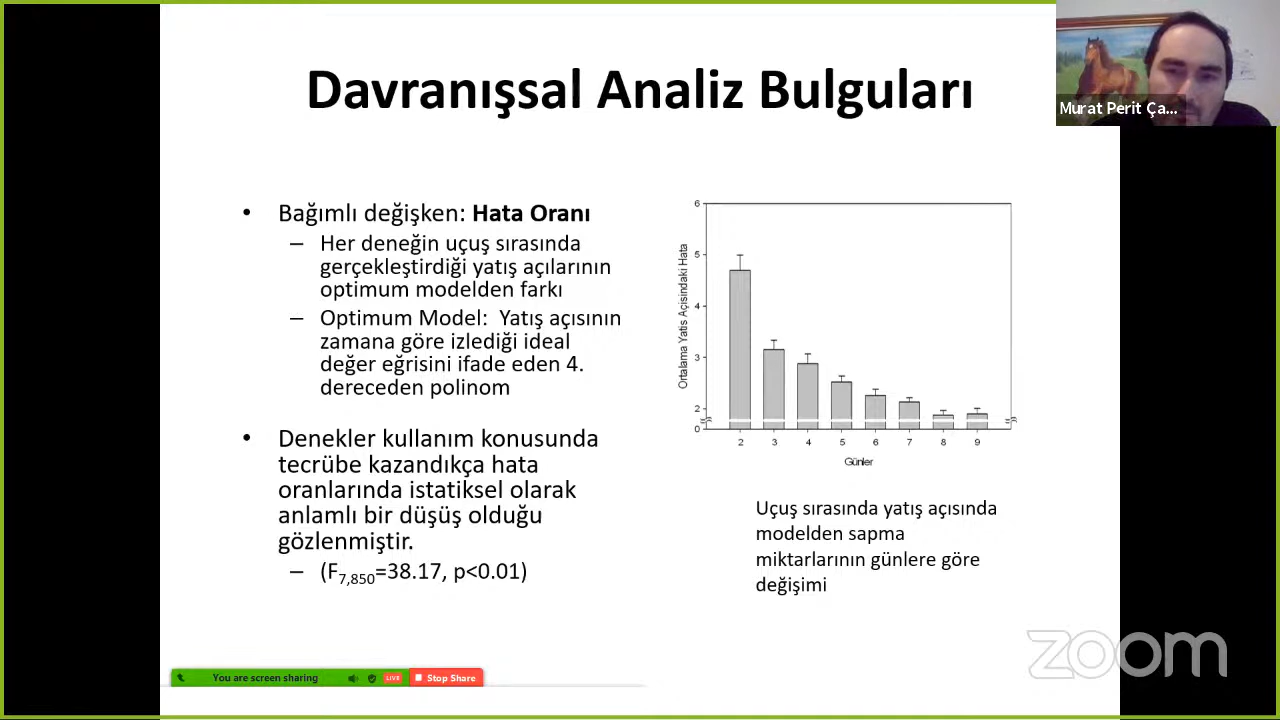 Davranışsal Analiz Bulguları
Murat Perit Ça...
• Bağımlı değişken: Hata Oranı
– Her deneğin uçuş sırasında
gerçekleştirdiği yatış açılarının
optimum modelden farkı
– Optimum Model: Yatış açısının
zamana göre izlediği ideal
değer eğrisini ifade eden 4.
dereceden polinom
• Denekler kullanım konusunda
tecrübe kazandıkça hata
oranlarında istatiksel olarak
anlamlı bir düşüş olduğu
gözlenmiştir.
– (F7,850=38.17, p<0.01)
Ortalama Yatis Açisindaki Hata
6
5
4
3
2
0
2 3 4 5 6 7 8 9
Günler
Uçuş sırasında yatış açısında
modelden sapma
miktarlarının günlere göre
değişimi
zoom
You are screen sharing
LIVE
Stop Share